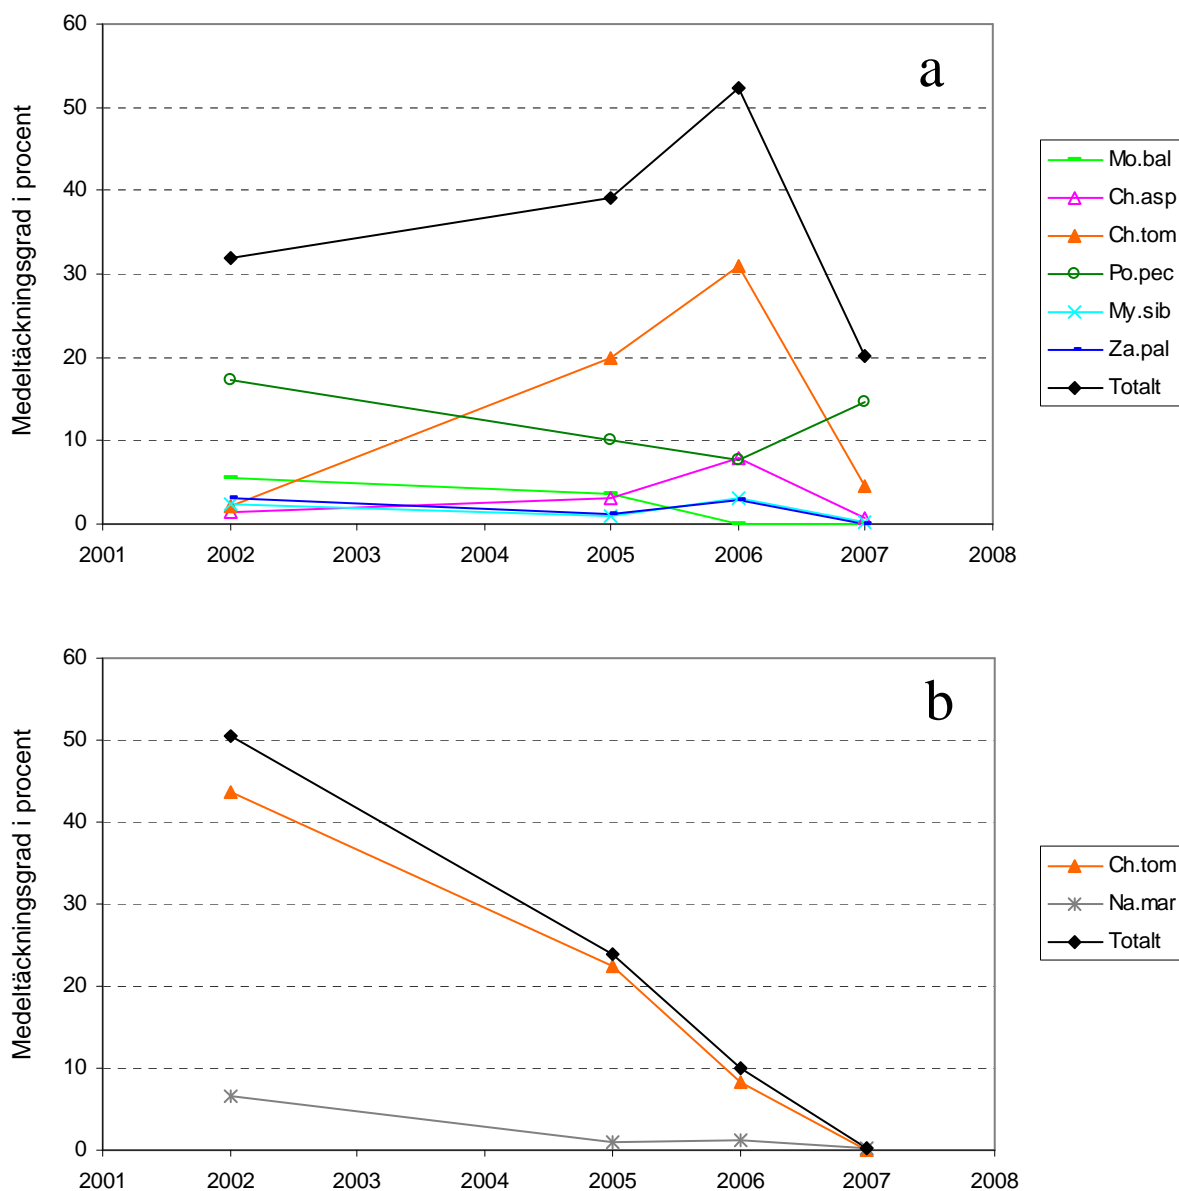 60
50
40
30
20
10
0
Medeltäckningsgrad i procent
a
2001 2002 2003 2004 2005 2006 2007 2008
Mo.bal
Ch.asp
Ch.tom
Po.pec
My.sib
Za.pal
Totalt
60
50
40
30
20
10
0
Medeltäckningsgrad i procent
b
2001 2002 2003 2004 2005 2006 2007 2008
Ch.tom
Na.mar
Totalt